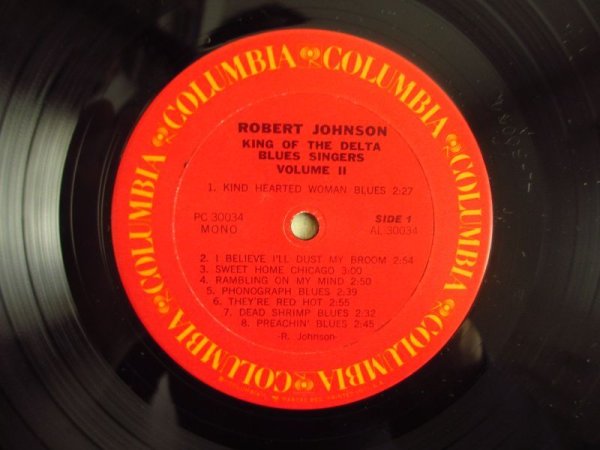 COLUMBIA COLUMBIA COLUMBIA COLUMBIA COLUMBIA COLUMBIA
ROBERT JOHNSON
KING OF THE DELTA
BLUES SINGERS
VOLUME II
1. KIND HEARTED WOMAN BLUES 2:27
PC 30034 SIDE 1
MONO AL 30034
2. I BELIEVE I'LL DUST MY BROOM 2:54
3. SWEET HOME CHICAGO 3:00
4. RAMBLING ON MY MIND 2:50
5. PHONOGRAPH BLUES 2:39
6. THEY'RE RED HOT 2:55
7. DEAD SHRIMP BLUES 2:32
8. PREACHIN' BLUES 2:45
-R. Johnson-